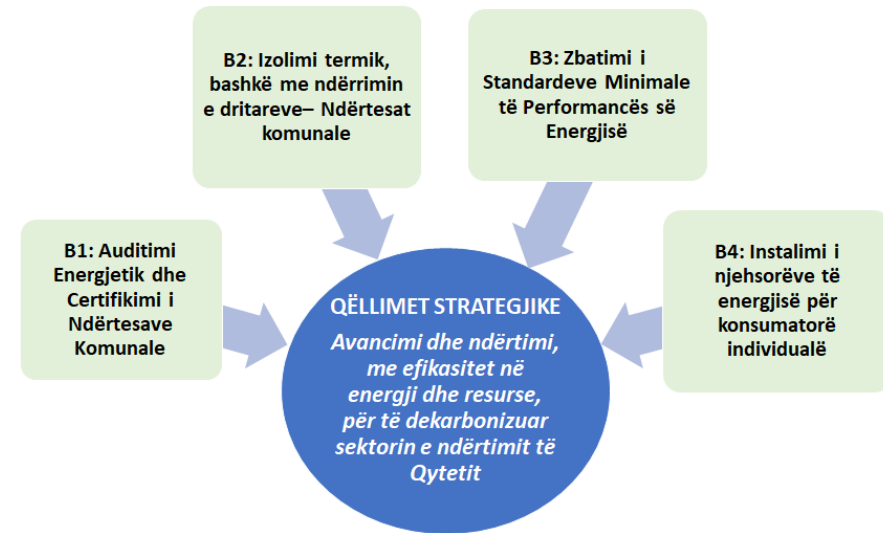 B1: Auditimi
Energjetik dhe
Certifikimi i
Ndërtesave
Komunale
B2: Izolimi termik,
bashkë me ndërrimin
e dritareve– Ndërtesat
komunale
B3: Zbatimi i
Standardeve Minimale
të Performancës së
Energjisë
B4: Instalimi i
njehsorëve të
energjisë për
konsumatorë
individualë
QËLLIMET STRATEGJIKE
Avancimi dhe ndërtimi,
me efikasitet në
energji dhe resurse,
për të dekarbonizuar
sektorin e ndërtimit të
Qytetit